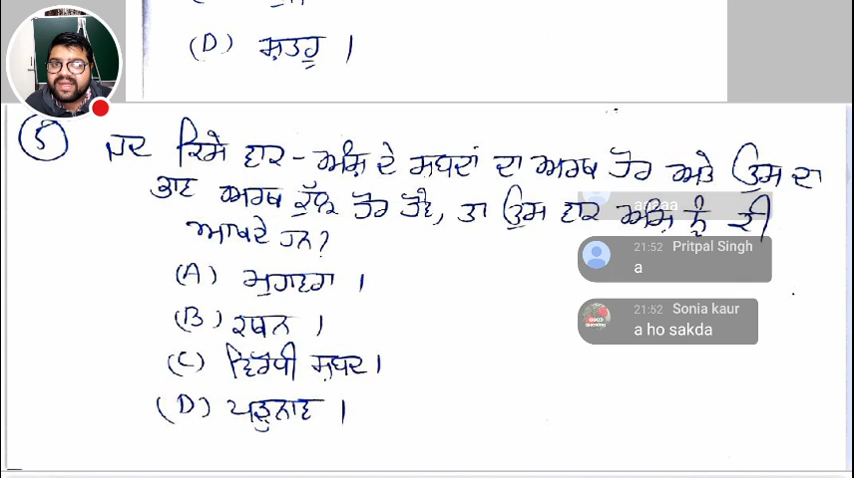 (D) ਸ਼ਤਰੂ ।
(5) ਜਦ ਕਿਸੇ ਵਾਕ-ਅੰਸ਼ ਦੇ ਸ਼ਬਦਾਂ ਦਾ ਅਰਥ ਹੋਰ ਅਤੇ ਉਸ ਦਾ
ਭਾਵ ਅਰਥ ਕੁੱਝ ਹੋਰ ਹੋਵੇ, ਤਾਂ ਉਸ ਵਾਕ ਅੰਸ਼ ਨੂੰ ਕੀ
ਆਖਦੇ ਹਨ?
(A) ਮੁਹਾਵਰਾ ।
(B) ਕਥਨ ।
(C) ਵਿਰੋਧੀ ਸ਼ਬਦ ।
(D) ਪੜਨਾਂਵ ।
21:52 Pritpal Singh
a
21:52 Sonia kaur
a ho sakda